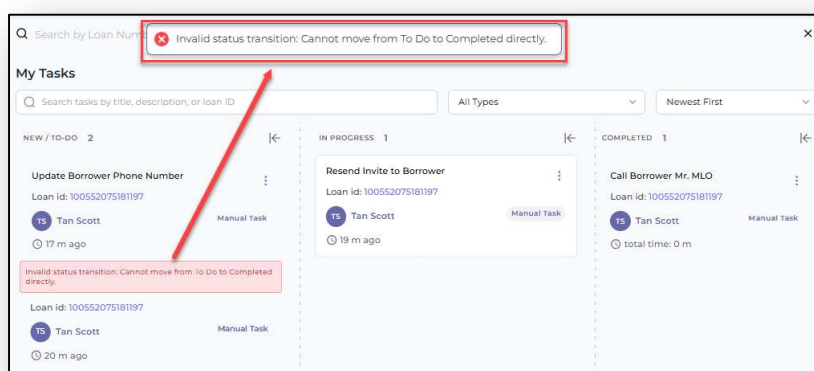 Search by Loan Num
Invalid status transition: Cannot move from To Do to Completed directly.
My Tasks
Search tasks by title, description, or loan ID
All Types
Newest First
NEW / TO-DO 2
Update Borrower Phone Number
Loan id: 100552075181197
TS Tan Scott
Manual Task
17 m ago
Invalid status transition: Cannot move from To Do to Completed
directly.
Loan id: 100552075181197
TS Tan Scott
Manual Task
20 m ago
IN PROGRESS 1
Resend Invite to Borrower
Loan id: 100552075181197
TS Tan Scott
Manual Task
19 m ago
COMPLETED 1
Call Borrower Mr. MLO
Loan id: 100552075181197
TS Tan Scott
Manual Task
total time: 0 m